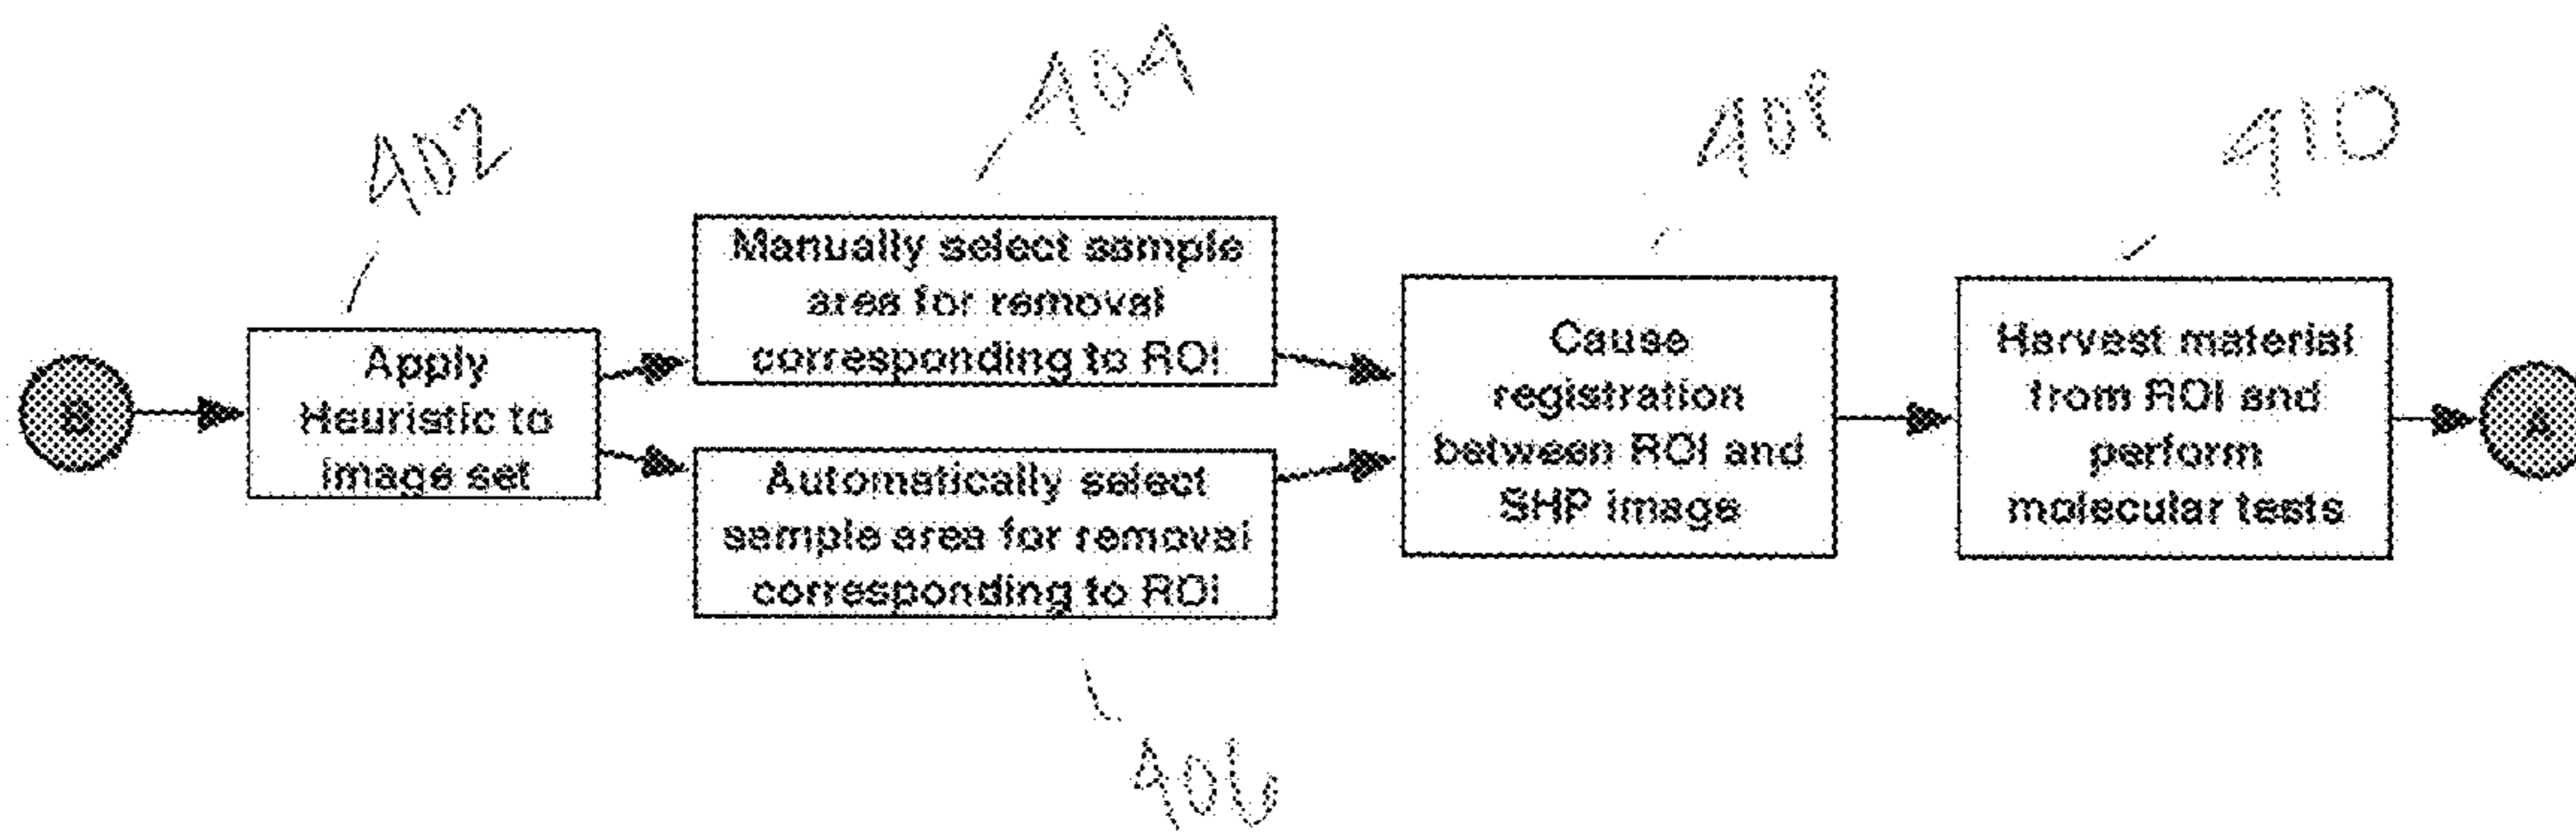 402
404
408
410
B
Apply
Heuristic to
image set
Manually select sample
area for removal
corresponding to ROI
Automatically select
sample area for removal
corresponding to ROI
Cause
registration
between ROI and
SHP image
Harvest material
from ROI and
perform
molecular tests
A
406